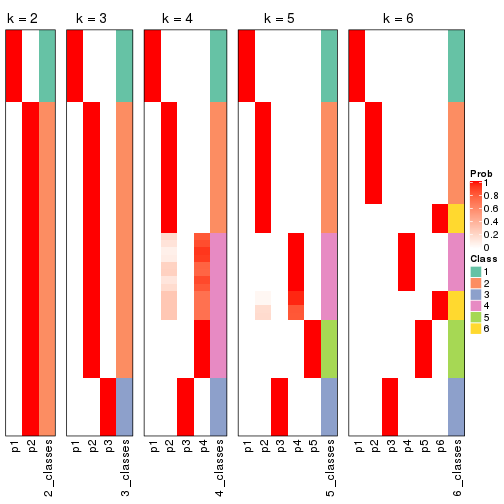 k = 2
k = 3
k = 4
k = 5
k = 6
Prob
1
0.8
0.6
0.4
0.2
0
Class
1
2
3
4
5
6
p1
p2
2_classes
p1
p2
p3
3_classes
p1
p2
p3
p4
4_classes
p1
p2
p3
p4
p5
5_classes
p1
p2
p3
p4
p5
p6
6_classes